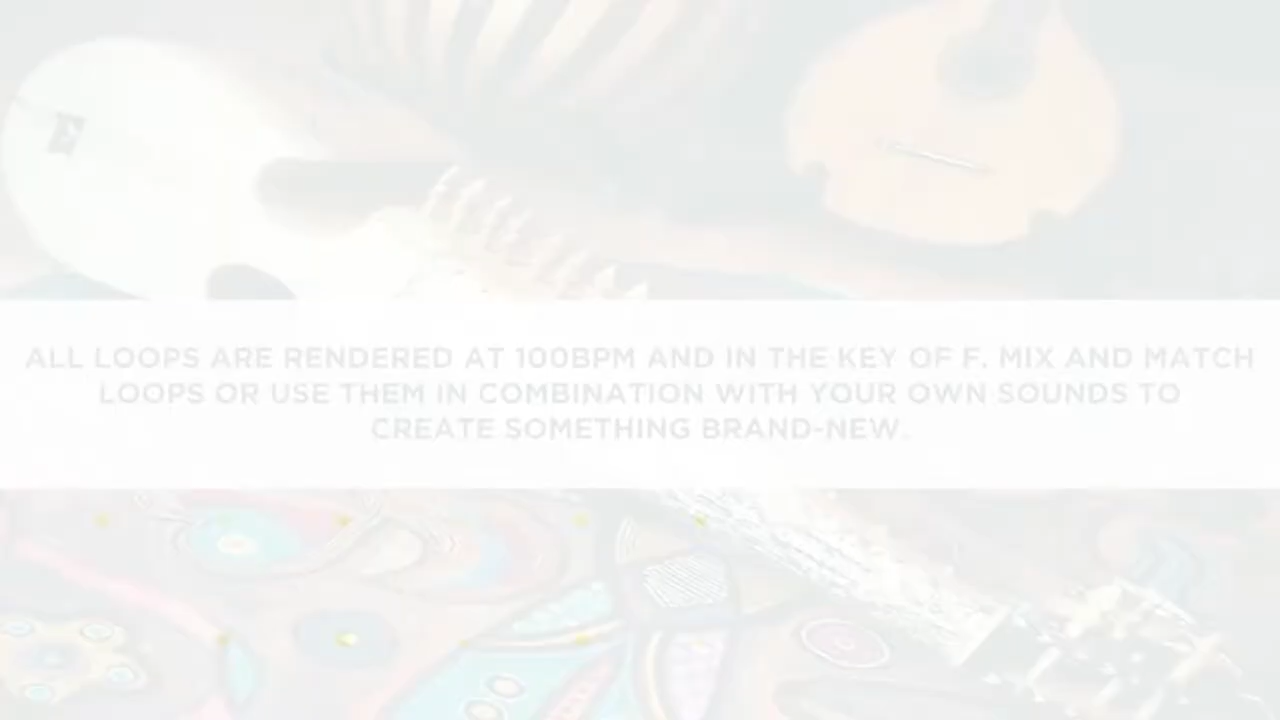 ALL LOOPS ARE RENDERED AT 100BPM AND IN THE KEY OF F. MIX AND MATCH
LOOPS OR USE THEM IN COMBINATION WITH YOUR OWN SOUNDS TO
CREATE SOMETHING BRAND-NEW.